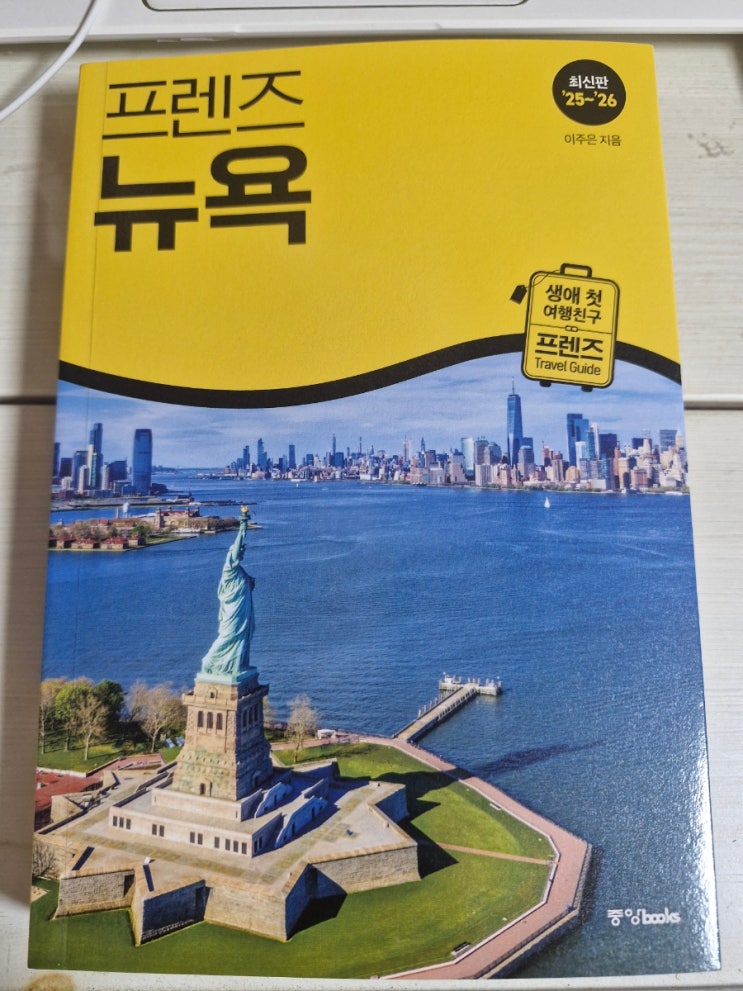 프렌즈
뉴욕
최신판
'25~'26
이주은 지음
생애 첫
여행친구
프렌즈
Travel Guide
중앙books